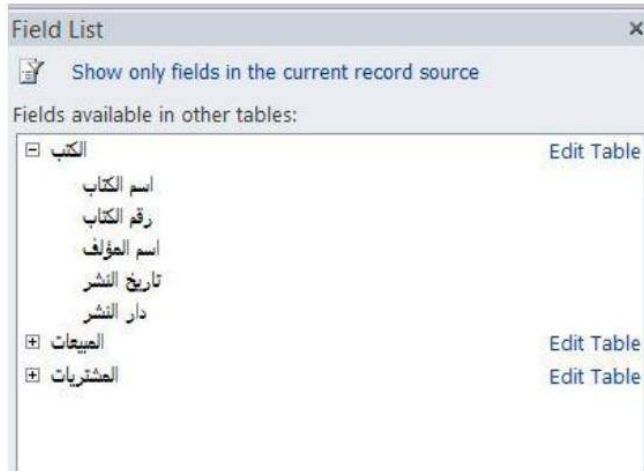 Field List
Show only fields in the current record source
Fields available in other tables:
الكتب Edit Table
اسم الكتاب
رقم الكتاب
اسم المؤلف
تاريخ النشر
دار النشر
المبيعات Edit Table
المشتريات Edit Table